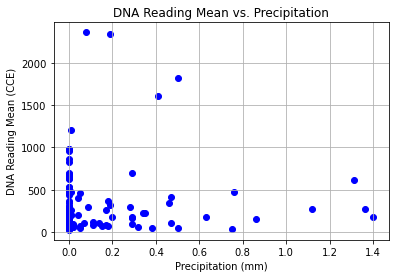 DNA Reading Mean vs. Precipitation
DNA Reading Mean (CCE)
2000
1500
1000
500
0
0.0 0.2 0.4 0.6 0.8 1.0 1.2 1.4
Precipitation (mm)